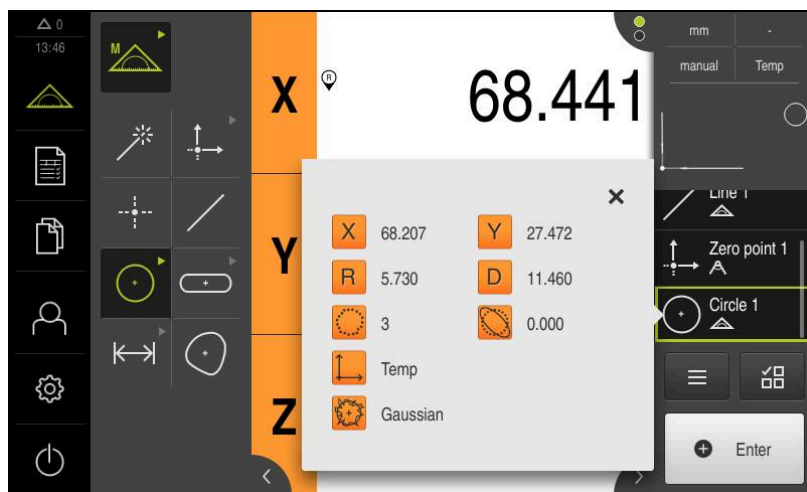 0
13:46
M
X
R
68.441
mm
-
manual
Temp
Y
Z
X
68.207
Y
27.472
R
5.730
D
11.460
3
0.000
Temp
Gaussian
Line 1
Zero point 1
Circle 1
Enter